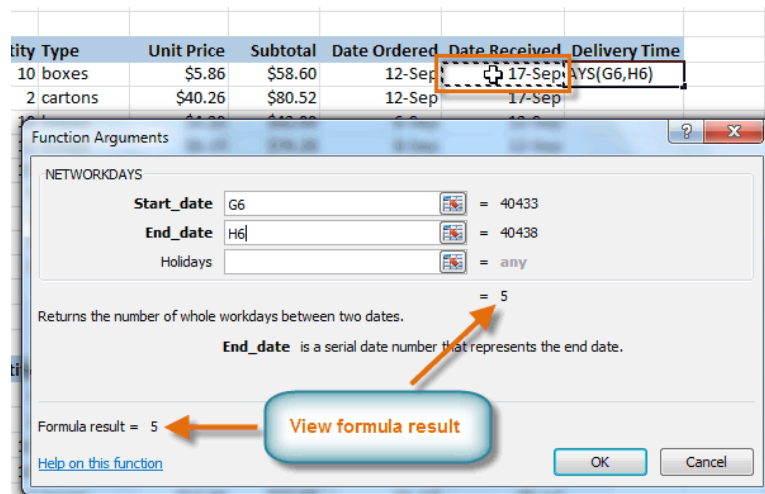 tity Type Unit Price Subtotal Date Ordered Date Received Delivery Time
10 boxes $5.86 $58.60 12-Sep 17-Sep AYS(G6,H6)
2 cartons $40.26 $80.52 12-Sep 17-Sep
Function Arguments
NETWORKDAYS
Start_date G6 = 40433
End_date H6 = 40438
Holidays = any
= 5
Returns the number of whole workdays between two dates.
End_date is a serial date number that represents the end date.
Formula result = 5
View formula result
Help on this function
OK Cancel